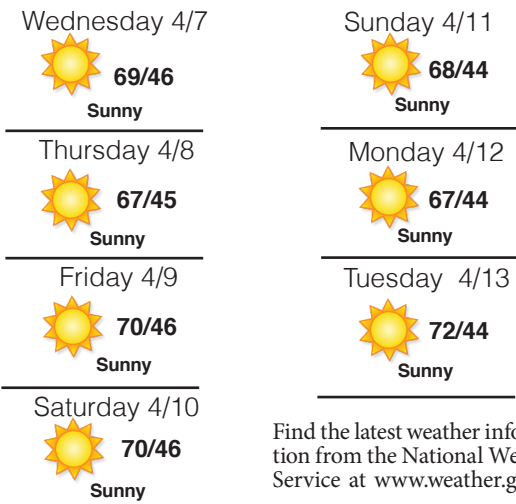 Wednesday 4/7
69/46
Sunny
Thursday 4/8
67/45
Sunny
Friday 4/9
70/46
Sunny
Saturday 4/10
70/46
Sunny
Sunday 4/11
68/44
Sunny
Monday 4/12
67/44
Sunny
Tuesday 4/13
72/44
Sunny
Find the latest weather info
tion from the National We
Service at www.weather.g